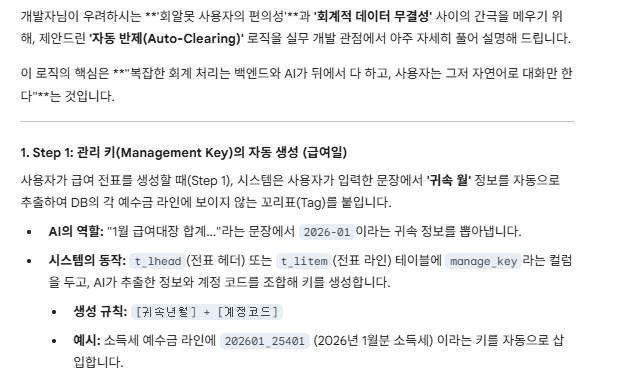 개발자님이 우려하시는 **'회알못 사용자의 편의성'**과 '회계적 데이터 무결성' 사이의 간극을 메우기 위
해, 제안드린 '자동 반제(Auto-Clearing)' 로직을 실무 개발 관점에서 아주 자세히 풀어 설명해 드립니다.
이 로직의 핵심은 **"복잡한 회계 처리는 백엔드와 AI가 뒤에서 다 하고, 사용자는 그저 자연어로 대화만 한
다"**는 것입니다.
1. Step 1: 관리 키(Management Key)의 자동 생성 (급여일)
사용자가 급여 전표를 생성할 때(Step 1), 시스템은 사용자가 입력한 문장에서 '귀속 월' 정보를 자동으로
추출하여 DB의 각 예수금 라인에 보이지 않는 꼬리표(Tag)를 붙입니다.
• AI의 역할: "1월 급여대장 합계..."라는 문장에서 2026-01 이라는 귀속 정보를 뽑아냅니다.
• 시스템의 동작: t_lhead (전표 헤더) 또는 t_litem (전표 라인) 테이블에 manage_key 라는 컬럼
을 두고, AI가 추출한 정보와 계정 코드를 조합해 키를 생성합니다.
• 생성 규칙: [귀속년월] + [계정코드]
• 예시: 소득세 예수금 라인에 202601_25401 (2026년 1월분 소득세) 이라는 키를 자동으로 삽
입합니다.